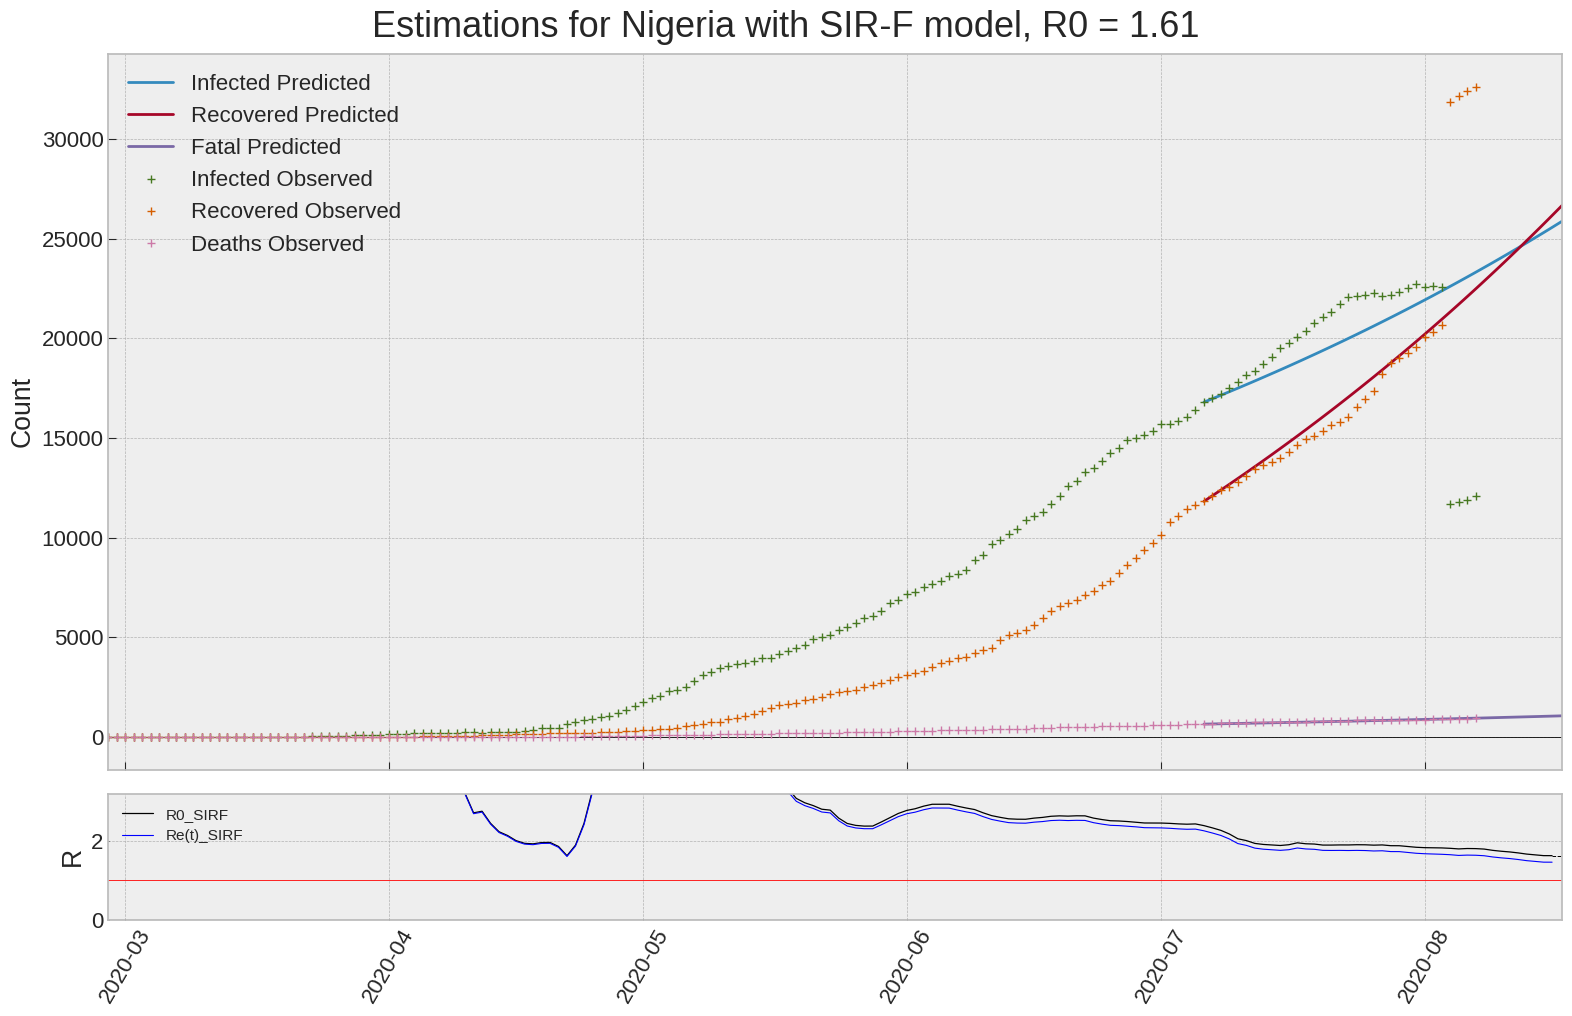 Estimations for Nigeria with SIR-F model, R0 = 1.61
Infected Predicted
Recovered Predicted
Fatal Predicted
Infected Observed
Recovered Observed
Deaths Observed
30000
25000
20000
15000
10000
5000
0
Count
R0_SIRF
Re(t)_SIRF
2
0
R
2020-03
2020-04
2020-05
2020-06
2020-07
2020-08